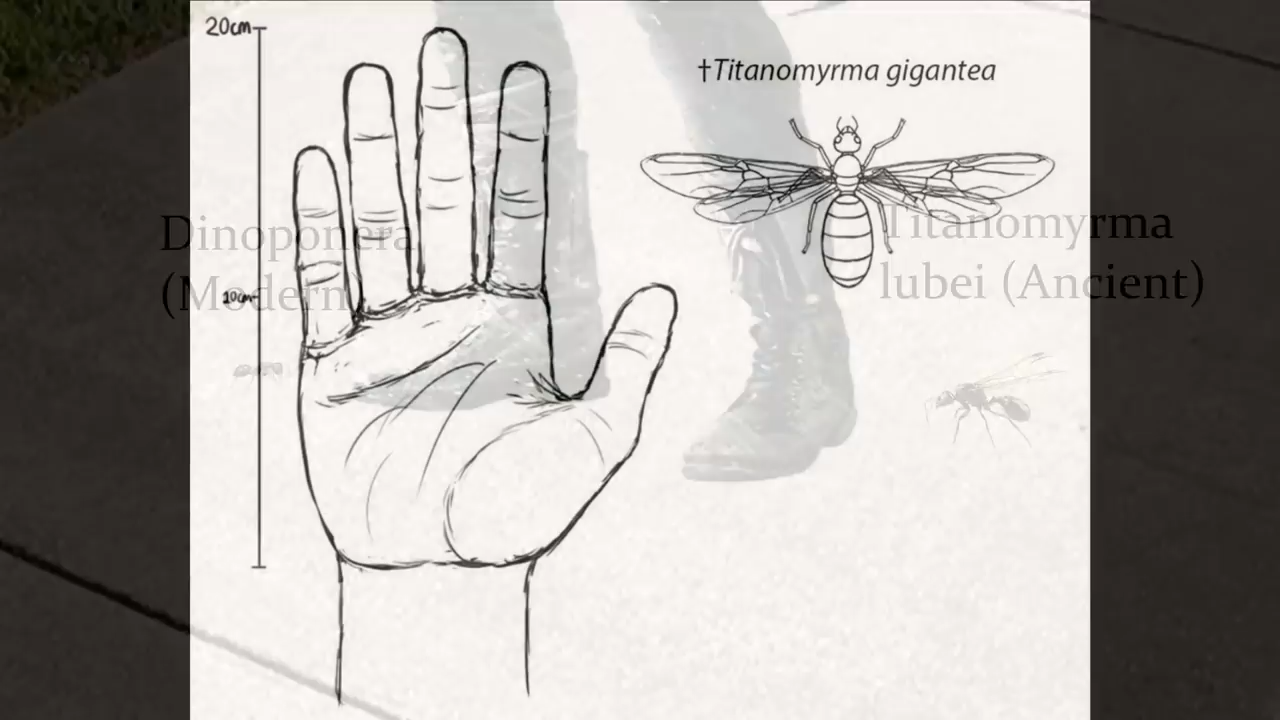 20cm
†Titanomyrma gigantea
Dinoponera
(Modern)
Titanomyrma
lubei (Ancient)
10cm